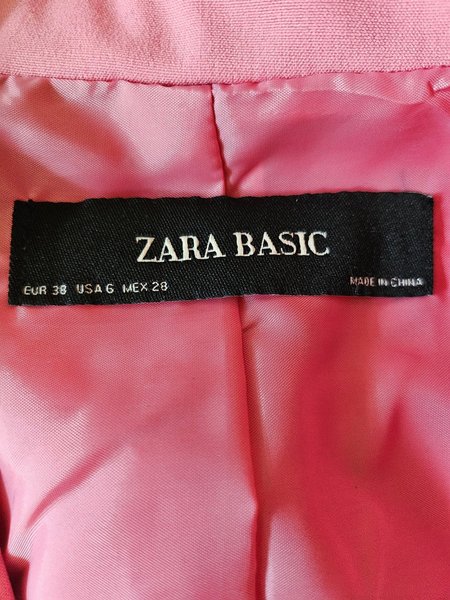 ZARA BASIC
EUR 38 USA 6 MEX 28 MADE IN CHINA